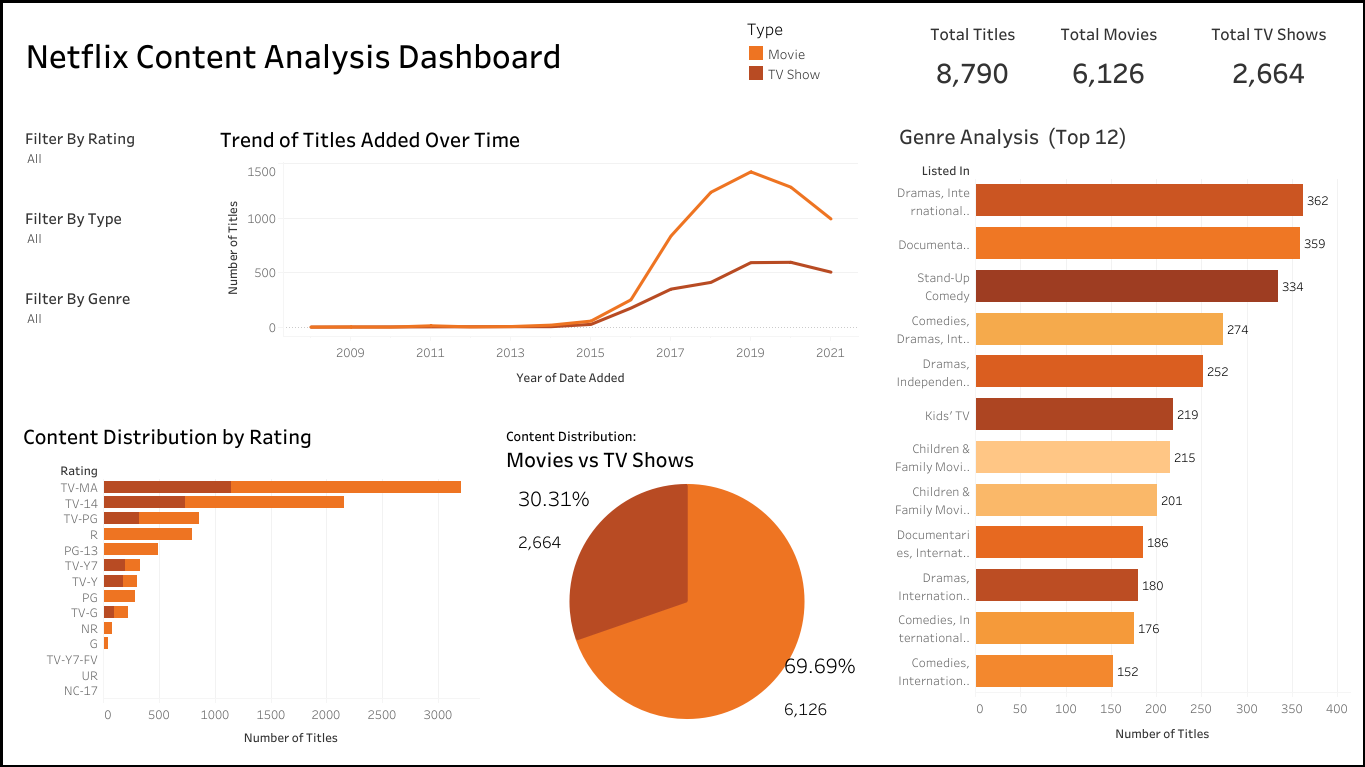 Netflix Content Analysis Dashboard
Type
Movie
TV Show
Total Titles
8,790
Total Movies
6,126
Total TV Shows
2,664
Filter By Rating
All
Filter By Type
All
Filter By Genre
All
Trend of Titles Added Over Time
Number of Titles
1500
1000
500
0
2009 2011 2013 2015 2017 2019 2021
Year of Date Added
Genre Analysis (Top 12)
Listed In
Dramas, Inte
rnational..
362
Documenta..
359
Stand-Up
Comedy
334
Comedies,
Dramas, Int..
274
Dramas,
Independen..
252
Kids' TV
219
Children &
Family Movi..
215
Children &
Family Movi..
201
Documentari
es, Internat..
186
Dramas,
Internation..
180
Comedies, In
ternational..
176
Comedies,
Internation..
152
0 50 100 150 200 250 300 350 400
Number of Titles
Content Distribution by Rating
Rating
TV-MA
TV-14
TV-PG
R
PG-13
TV-Y7
TV-Y
PG
TV-G
NR
G
TV-Y7-FV
UR
NC-17
0 500 1000 1500 2000 2500 3000
Number of Titles
Content Distribution:
Movies vs TV Shows
30.31%
2,664
69.69%
6,126